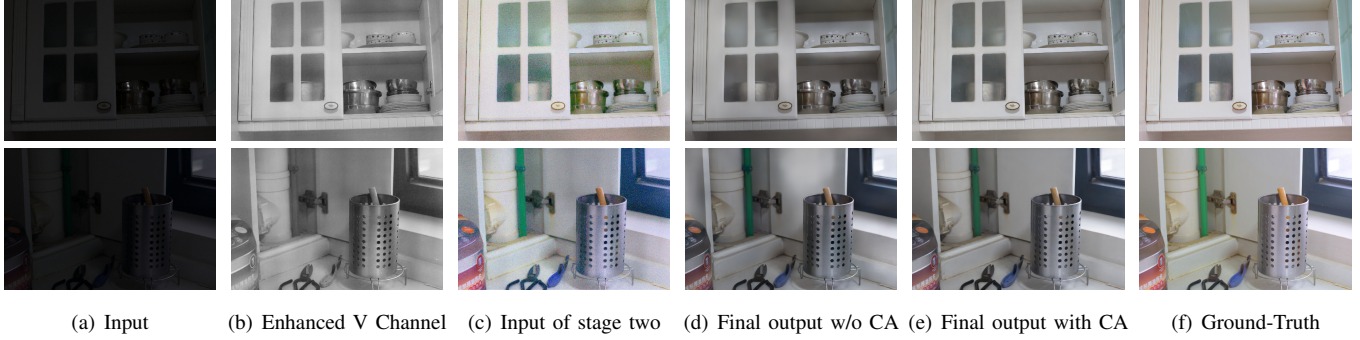 (a) Input
(b) Enhanced V Channel
(c) Input of stage two
(d) Final output w/o CA
(e) Final output with CA
(f) Ground-Truth